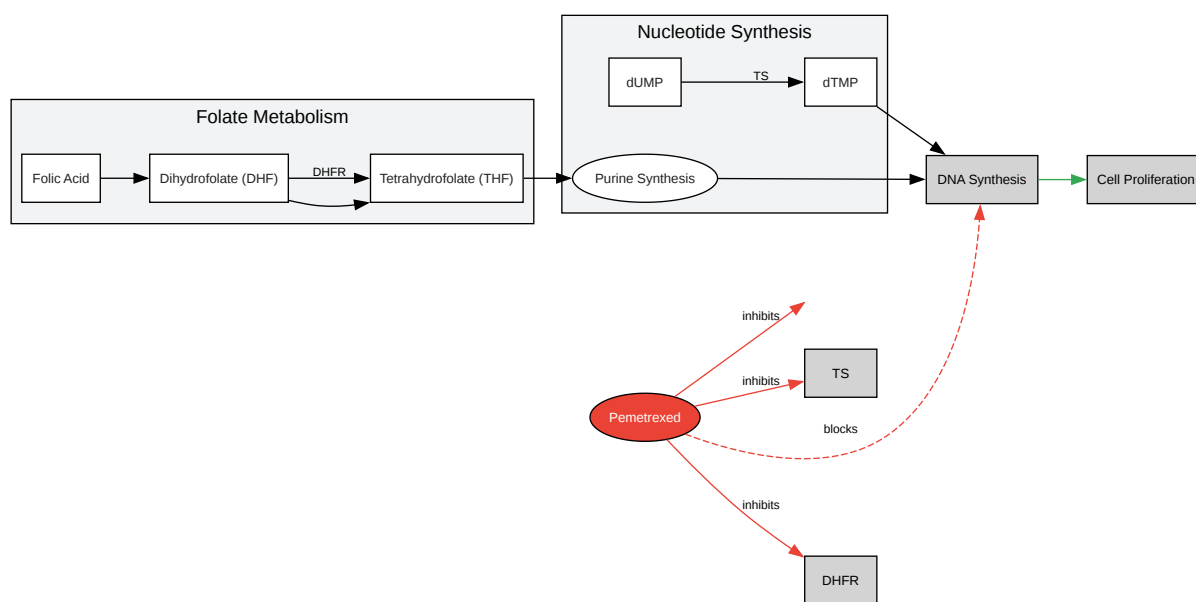 Nucleotide Synthesis
dUMP
TS
dTMP
Folate Metabolism
Folic Acid
Dihydrofolate (DHF)
DHFR
Tetrahydrofolate (THF)
Purine Synthesis
DNA Synthesis
Cell Proliferation
inhibits
TS
inhibits
Pemetrexed
blocks
inhibits
DHFR